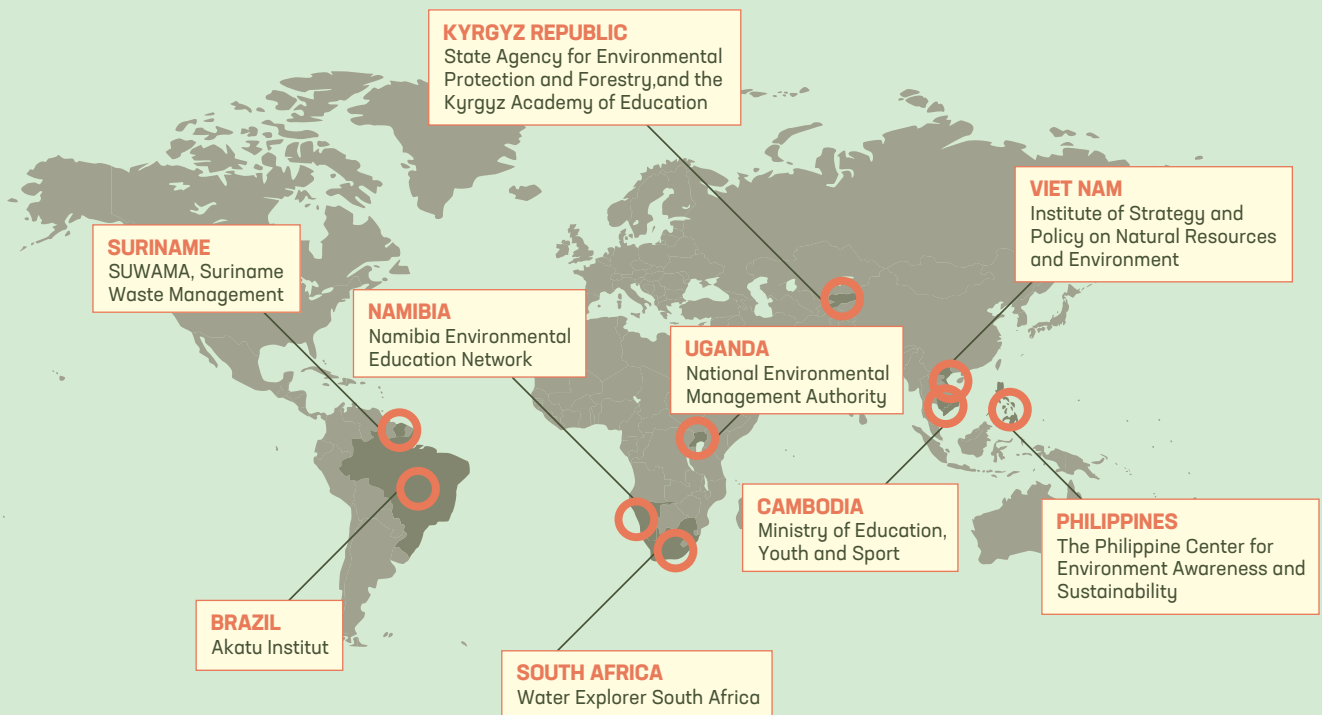 KYRGYZ REPUBLIC
State Agency for Environmental
Protection and Forestry,and the
Kyrgyz Academy of Education
VIET NAM
Institute of Strategy and
Policy on Natural Resources
and Environment
SURINAME
SUWAMA, Suriname
Waste Management
NAMIBIA
Namibia Environmental
Education Network
UGANDA
National Environmental
Management Authority
CAMBODIA
Ministry of Education,
Youth and Sport
PHILIPPINES
The Philippine Center for
Environment Awareness and
Sustainability
BRAZIL
Akatu Institut
SOUTH AFRICA
Water Explorer South Africa